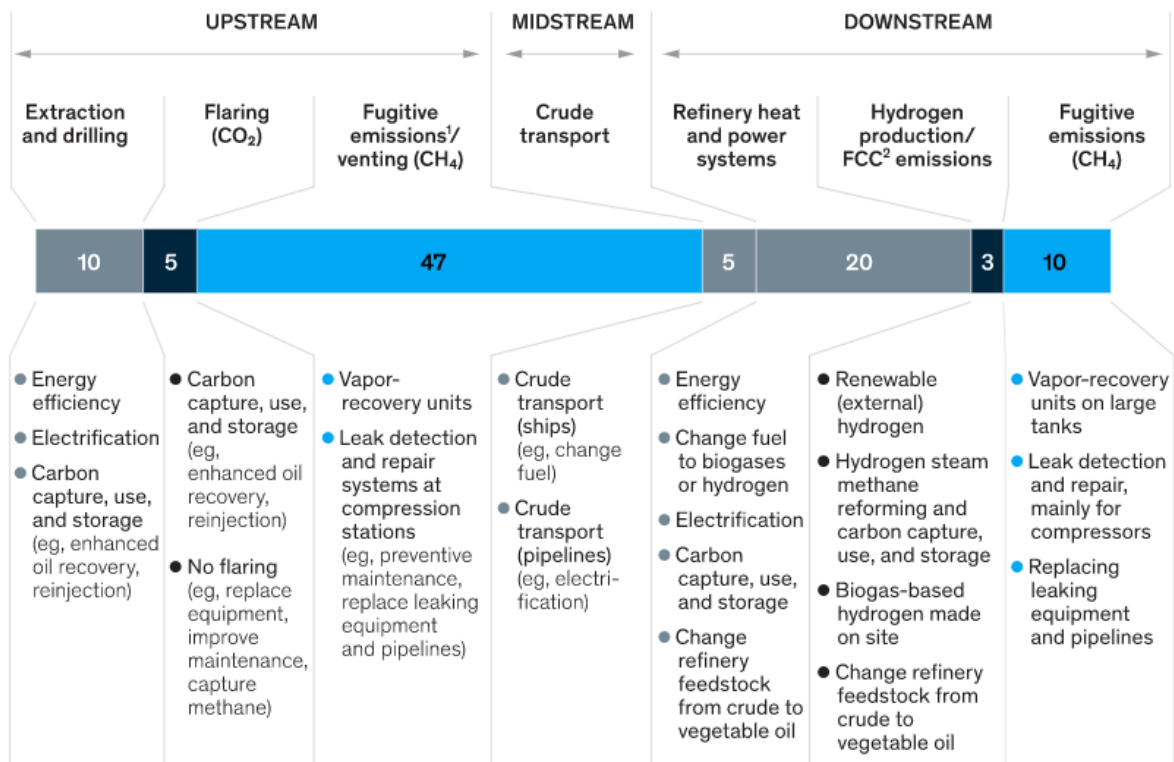 UPSTREAM
MIDSTREAM
DOWNSTREAM
Extraction
and drilling
Flaring
(CO₂)
Fugitive
emissions¹/
venting (CH₄)
Crude
transport
Refinery heat
and power
systems
Hydrogen
production/
FCC² emissions
Fugitive
emissions
(CH₄)
10
5
47
5
20
3
10
● Energy
efficiency
● Electrification
● Carbon
capture, use,
and storage
(eg, enhanced
oil recovery,
reinjection)
● Carbon
capture, use,
and storage
(eg,
enhanced oil
recovery,
reinjection)
● No flaring
(eg, replace
equipment,
improve
maintenance,
capture
methane)
● Vapor-
recovery units
● Leak detection
and repair
systems at
compression
stations
(eg, preventive
maintenance,
replace leaking
equipment
and pipelines)
● Crude
transport
(ships)
(eg, change
fuel)
● Crude
transport
(pipelines)
(eg, electri-
fication)
● Energy
efficiency
● Change fuel
to biogases
or hydrogen
● Electrification
● Carbon
capture, use,
and storage
● Change
refinery
feedstock
from crude to
vegetable oil
● Renewable
(external)
hydrogen
● Hydrogen steam
methane
reforming and
carbon capture,
use, and storage
● Biogas-based
hydrogen made
on site
● Change refinery
feedstock from
crude to
vegetable oil
● Vapor-recovery
units on large
tanks
● Leak detection
and repair,
mainly for
compressors
● Replacing
leaking
equipment
and pipelines